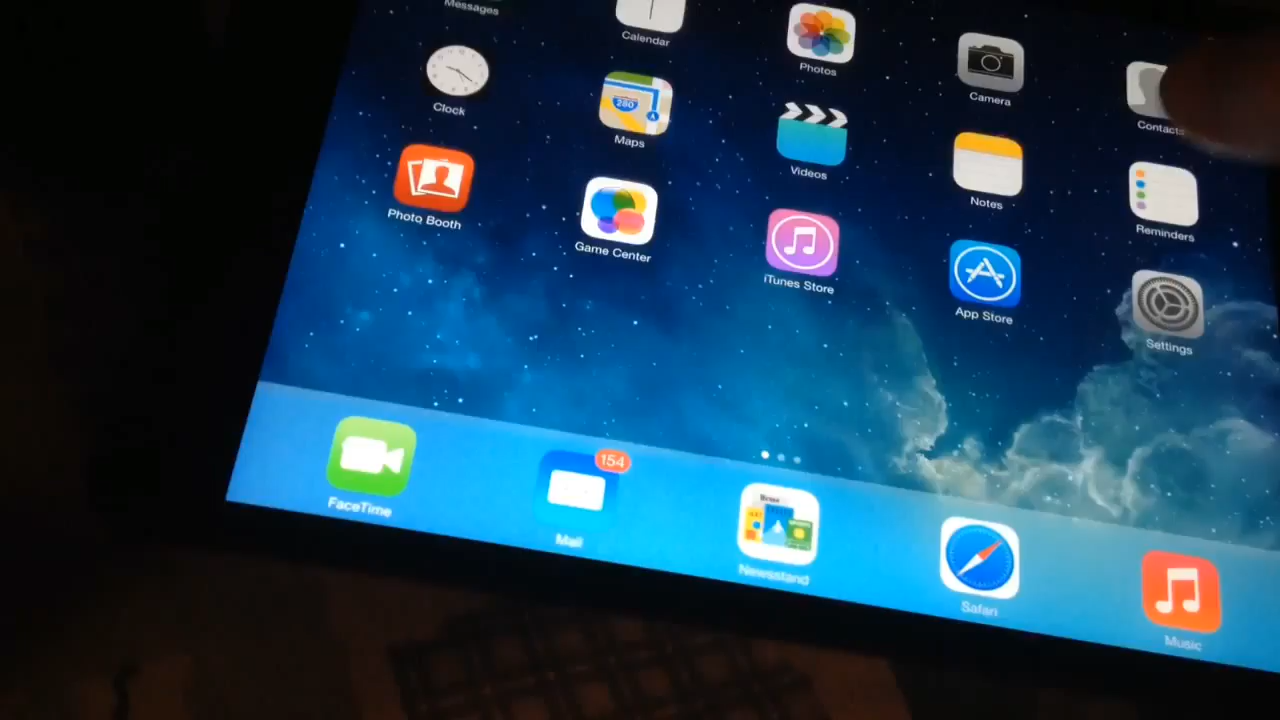 Messages
Calendar
Photos
Camera
Contacts
Clock
Maps
280
Videos
Notes
Reminders
Photo Booth
Game Center
iTunes Store
App Store
Settings
FaceTime
154
Mail
Newsstand
Safari
Music